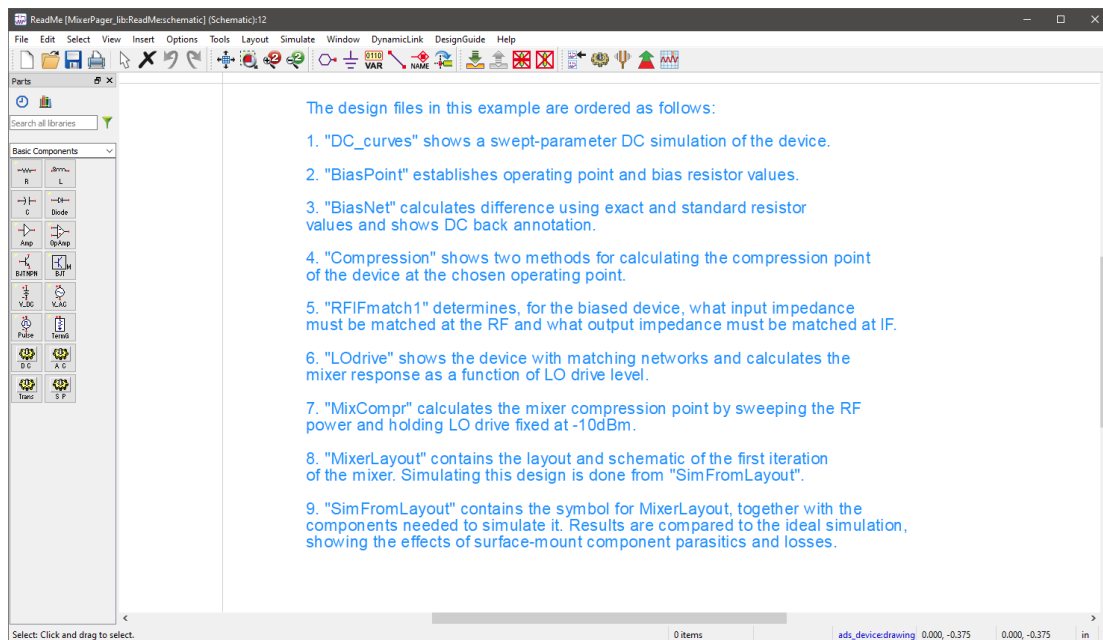 ReadMe [MixerPager_lib:ReadMe:schematic] (Schematic):12
File Edit Select View Insert Options Tools Layout Simulate Window DynamicLink DesignGuide Help
0110
VAR
NAME
Parts
Search all libraries
Basic Components
R L
C Diode
Amp OpAmp
BJTNPN BJT
V_DC V_AC
Pulse TermG
DC AC
Trans SP
The design files in this example are ordered as follows:
1. "DC_curves" shows a swept-parameter DC simulation of the device.
2. "BiasPoint" establishes operating point and bias resistor values.
3. "BiasNet" calculates difference using exact and standard resistor
values and shows DC back annotation.
4. "Compression" shows two methods for calculating the compression point
of the device at the chosen operating point.
5. "RFIFmatch1" determines, for the biased device, what input impedance
must be matched at the RF and what output impedance must be matched at IF.
6. "LOdrive" shows the device with matching networks and calculates the
mixer response as a function of LO drive level.
7. "MixCompr" calculates the mixer compression point by sweeping the RF
power and holding LO drive fixed at -10dBm.
8. "MixerLayout" contains the layout and schematic of the first iteration
of the mixer. Simulating this design is done from "SimFromLayout".
9. "SimFromLayout" contains the symbol for MixerLayout, together with the
components needed to simulate it. Results are compared to the ideal simulation,
showing the effects of surface-mount component parasitics and losses.
Select: Click and drag to select. 0 items ads_device:drawing 0.000, -0.375 0.000, -0.375 in